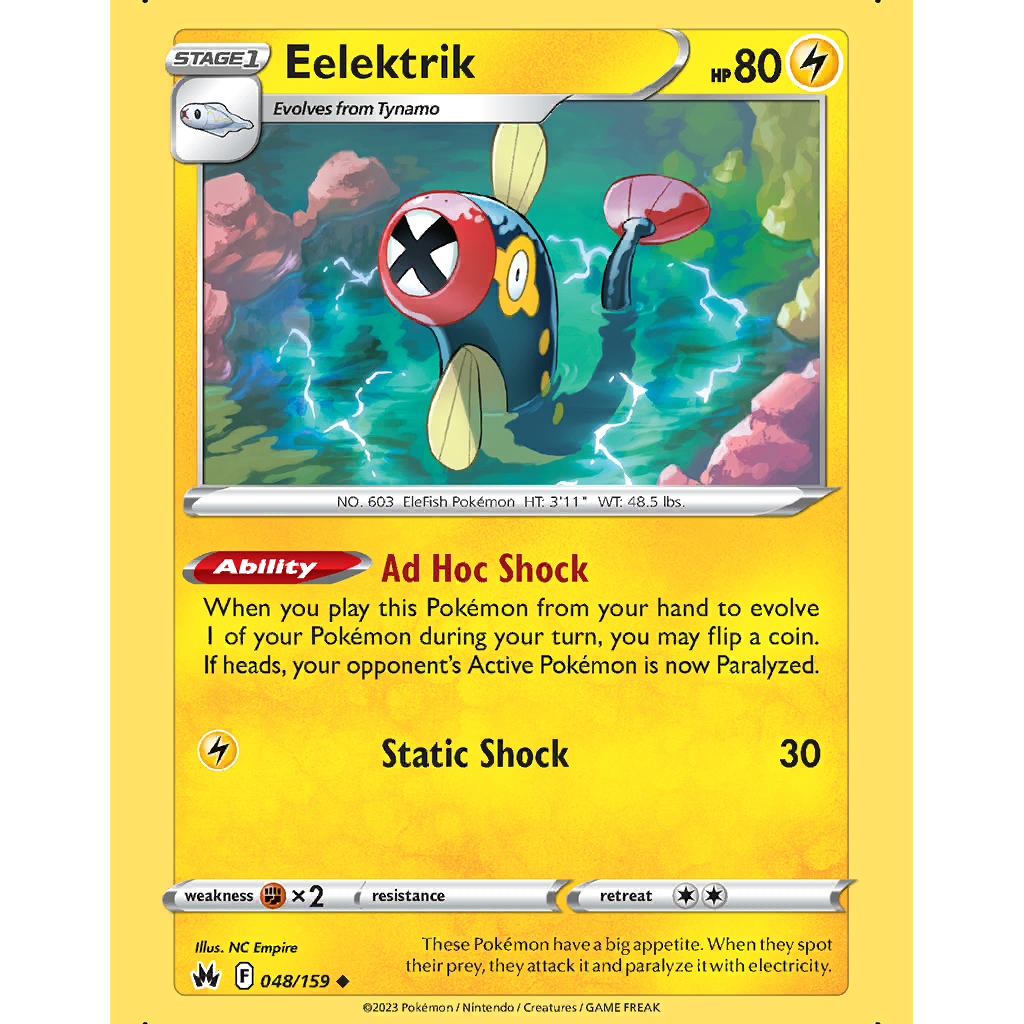 STAGE1
Eelektrik
HP 80
Evolves from Tynamo
NO. 603 EleFish Pokémon HT: 3'11" WT: 48.5 lbs.
Ability Ad Hoc Shock
When you play this Pokémon from your hand to evolve
1 of your Pokémon during your turn, you may flip a coin.
If heads, your opponent's Active Pokémon is now Paralyzed.
Static Shock 30
weakness ×2 resistance retreat
Illus. NC Empire
These Pokémon have a big appetite. When they spot
their prey, they attack it and paralyze it with electricity.
F 048/159
©2023 Pokémon / Nintendo / Creatures / GAME FREAK